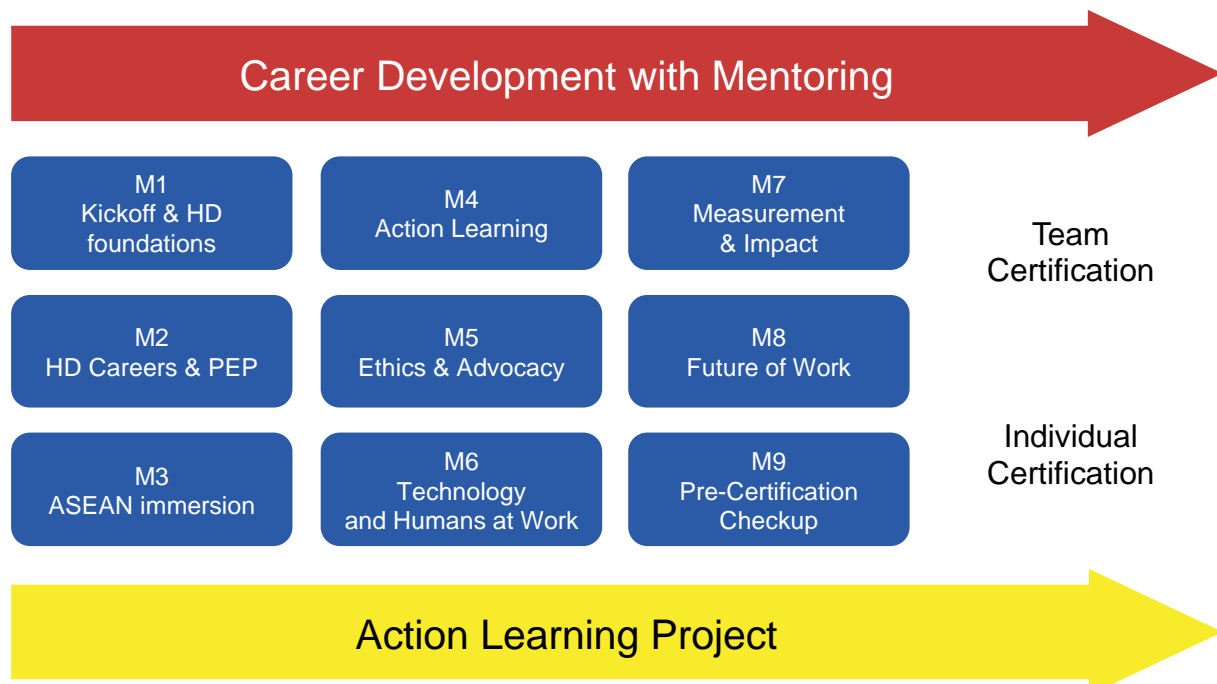 Career Development with Mentoring
M1
Kickoff & HD
foundations
M4
Action Learning
M7
Measurement
& Impact
Team
Certification
M2
HD Careers & PEP
M5
Ethics & Advocacy
M8
Future of Work
M3
ASEAN immersion
M6
Technology
and Humans at Work
M9
Pre-Certification
Checkup
Individual
Certification
Action Learning Project